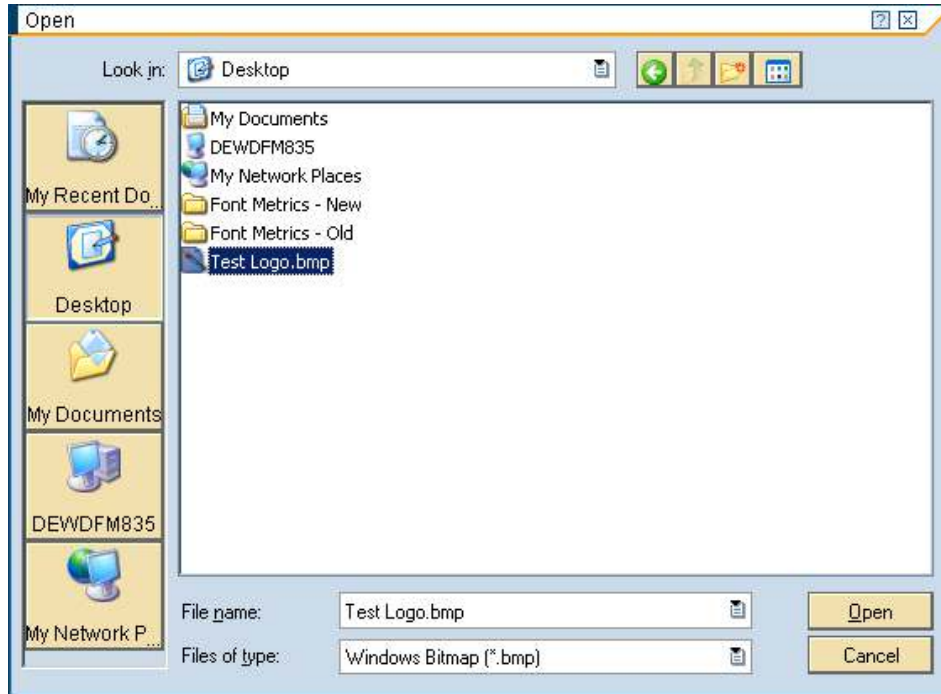 Open
Look in: Desktop
My Recent Do...
Desktop
My Documents
DEWDFM835
My Network P...
My Documents
DEWDFM835
My Network Places
Font Metrics - New
Font Metrics - Old
Test Logo.bmp
File name: Test Logo.bmp Open
Files of type: Windows Bitmap (*.bmp) Cancel